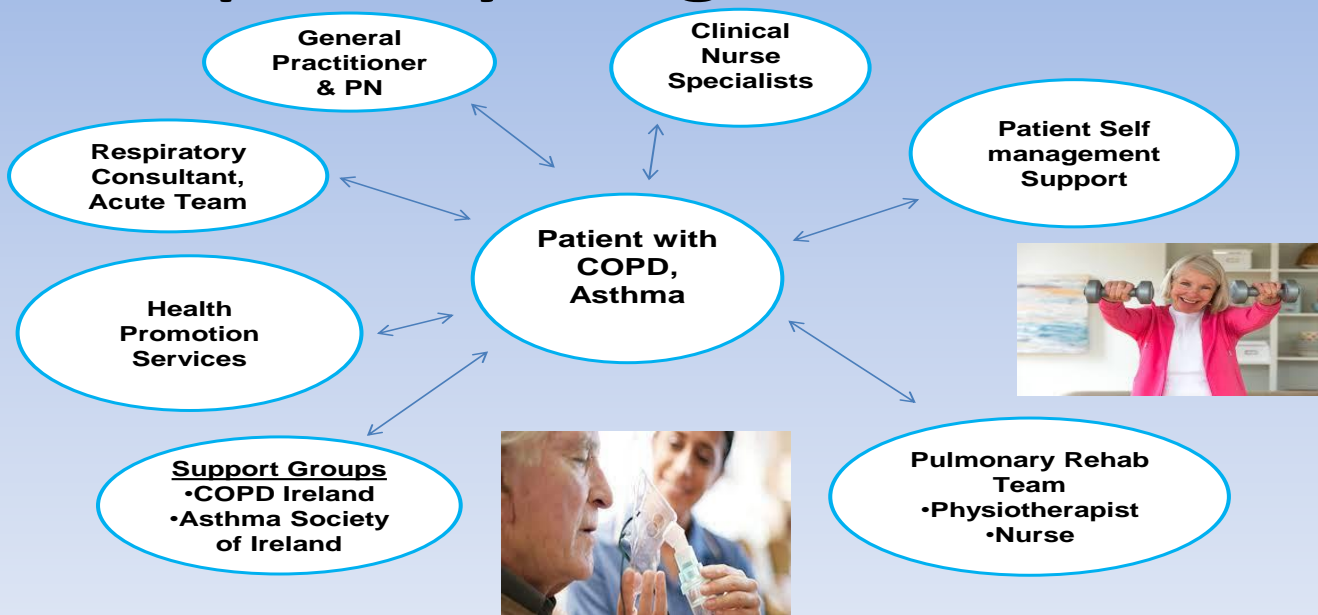 General
Practitioner
& PN
Clinical
Nurse
Specialists
Respiratory
Consultant,
Acute Team
Patient Self
management
Support
Patient with
COPD,
Asthma
Health
Promotion
Services
Support Groups
•COPD Ireland
•Asthma Society
of Ireland
Pulmonary Rehab
Team
•Physiotherapist
•Nurse